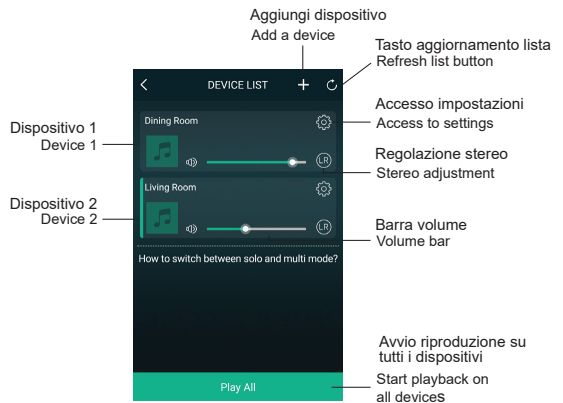 Aggiungi dispositivo
Add a device
Tasto aggiornamento lista
Refresh list button
DEVICE LIST
Accesso impostazioni
Access to settings
Dining Room
Dispositivo 1
Device 1
LR
Regolazione stereo
Stereo adjustment
Living Room
Dispositivo 2
Device 2
LR
Barra volume
Volume bar
How to switch between solo and multi mode?
Avvio riproduzione su
tutti i dispositivi
Play All
Start playback on
all devices